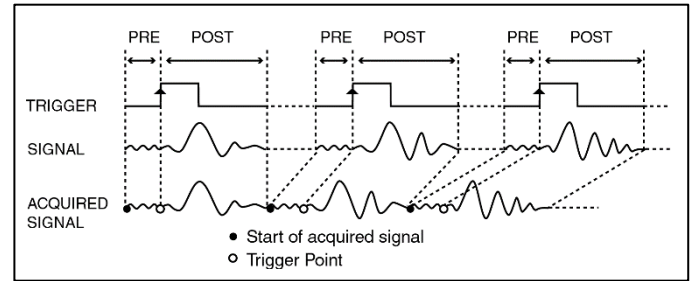 PRE POST PRE POST PRE POST
TRIGGER
SIGNAL
ACQUIRED
SIGNAL
Start of acquired signal
Trigger Point